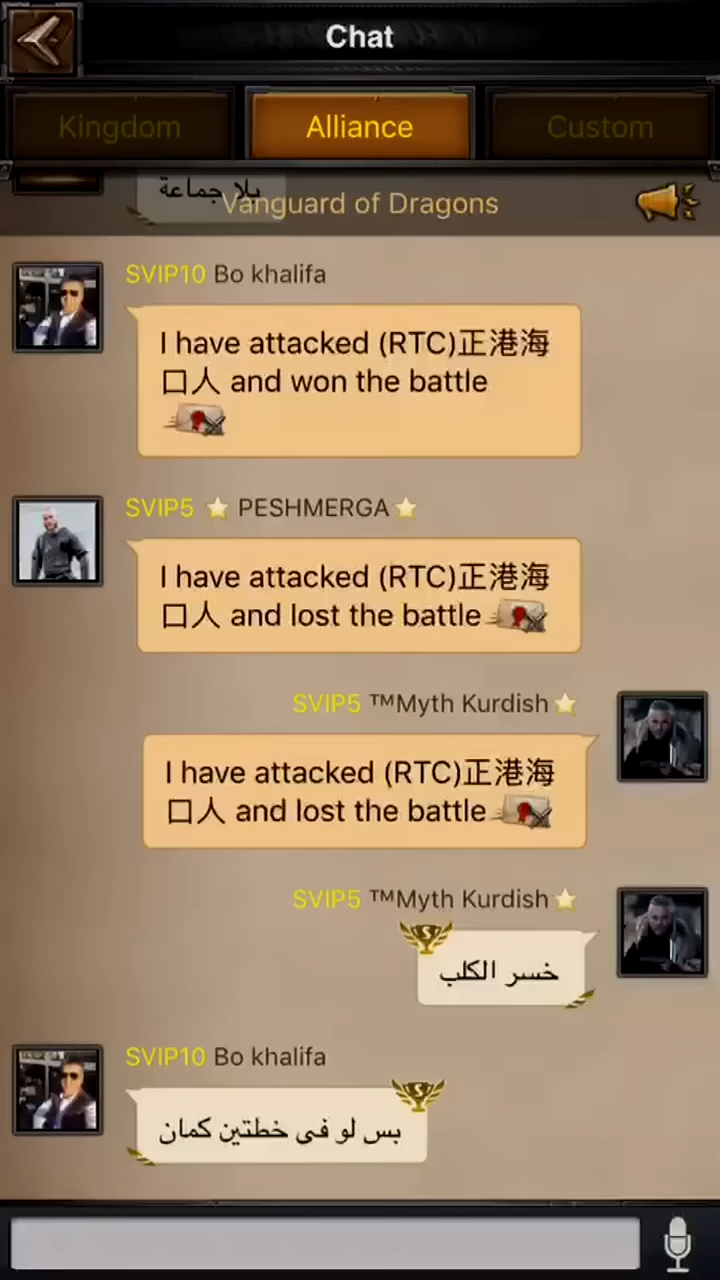 Chat
Kingdom
Alliance
Custom
يلا جماعة
Vanguard of Dragons
SVIP10 Bo khalifa
I have attacked (RTC)正港海
口人 and won the battle
SVIP5 ⭐ PESHMERGA⭐
I have attacked (RTC)正港海
口人 and lost the battle
SVIP5 ™Myth Kurdish⭐
I have attacked (RTC)正港海
口人 and lost the battle
SVIP5 ™Myth Kurdish⭐
خسر الكلب
SVIP10 Bo khalifa
بس لو في خطتين كمان